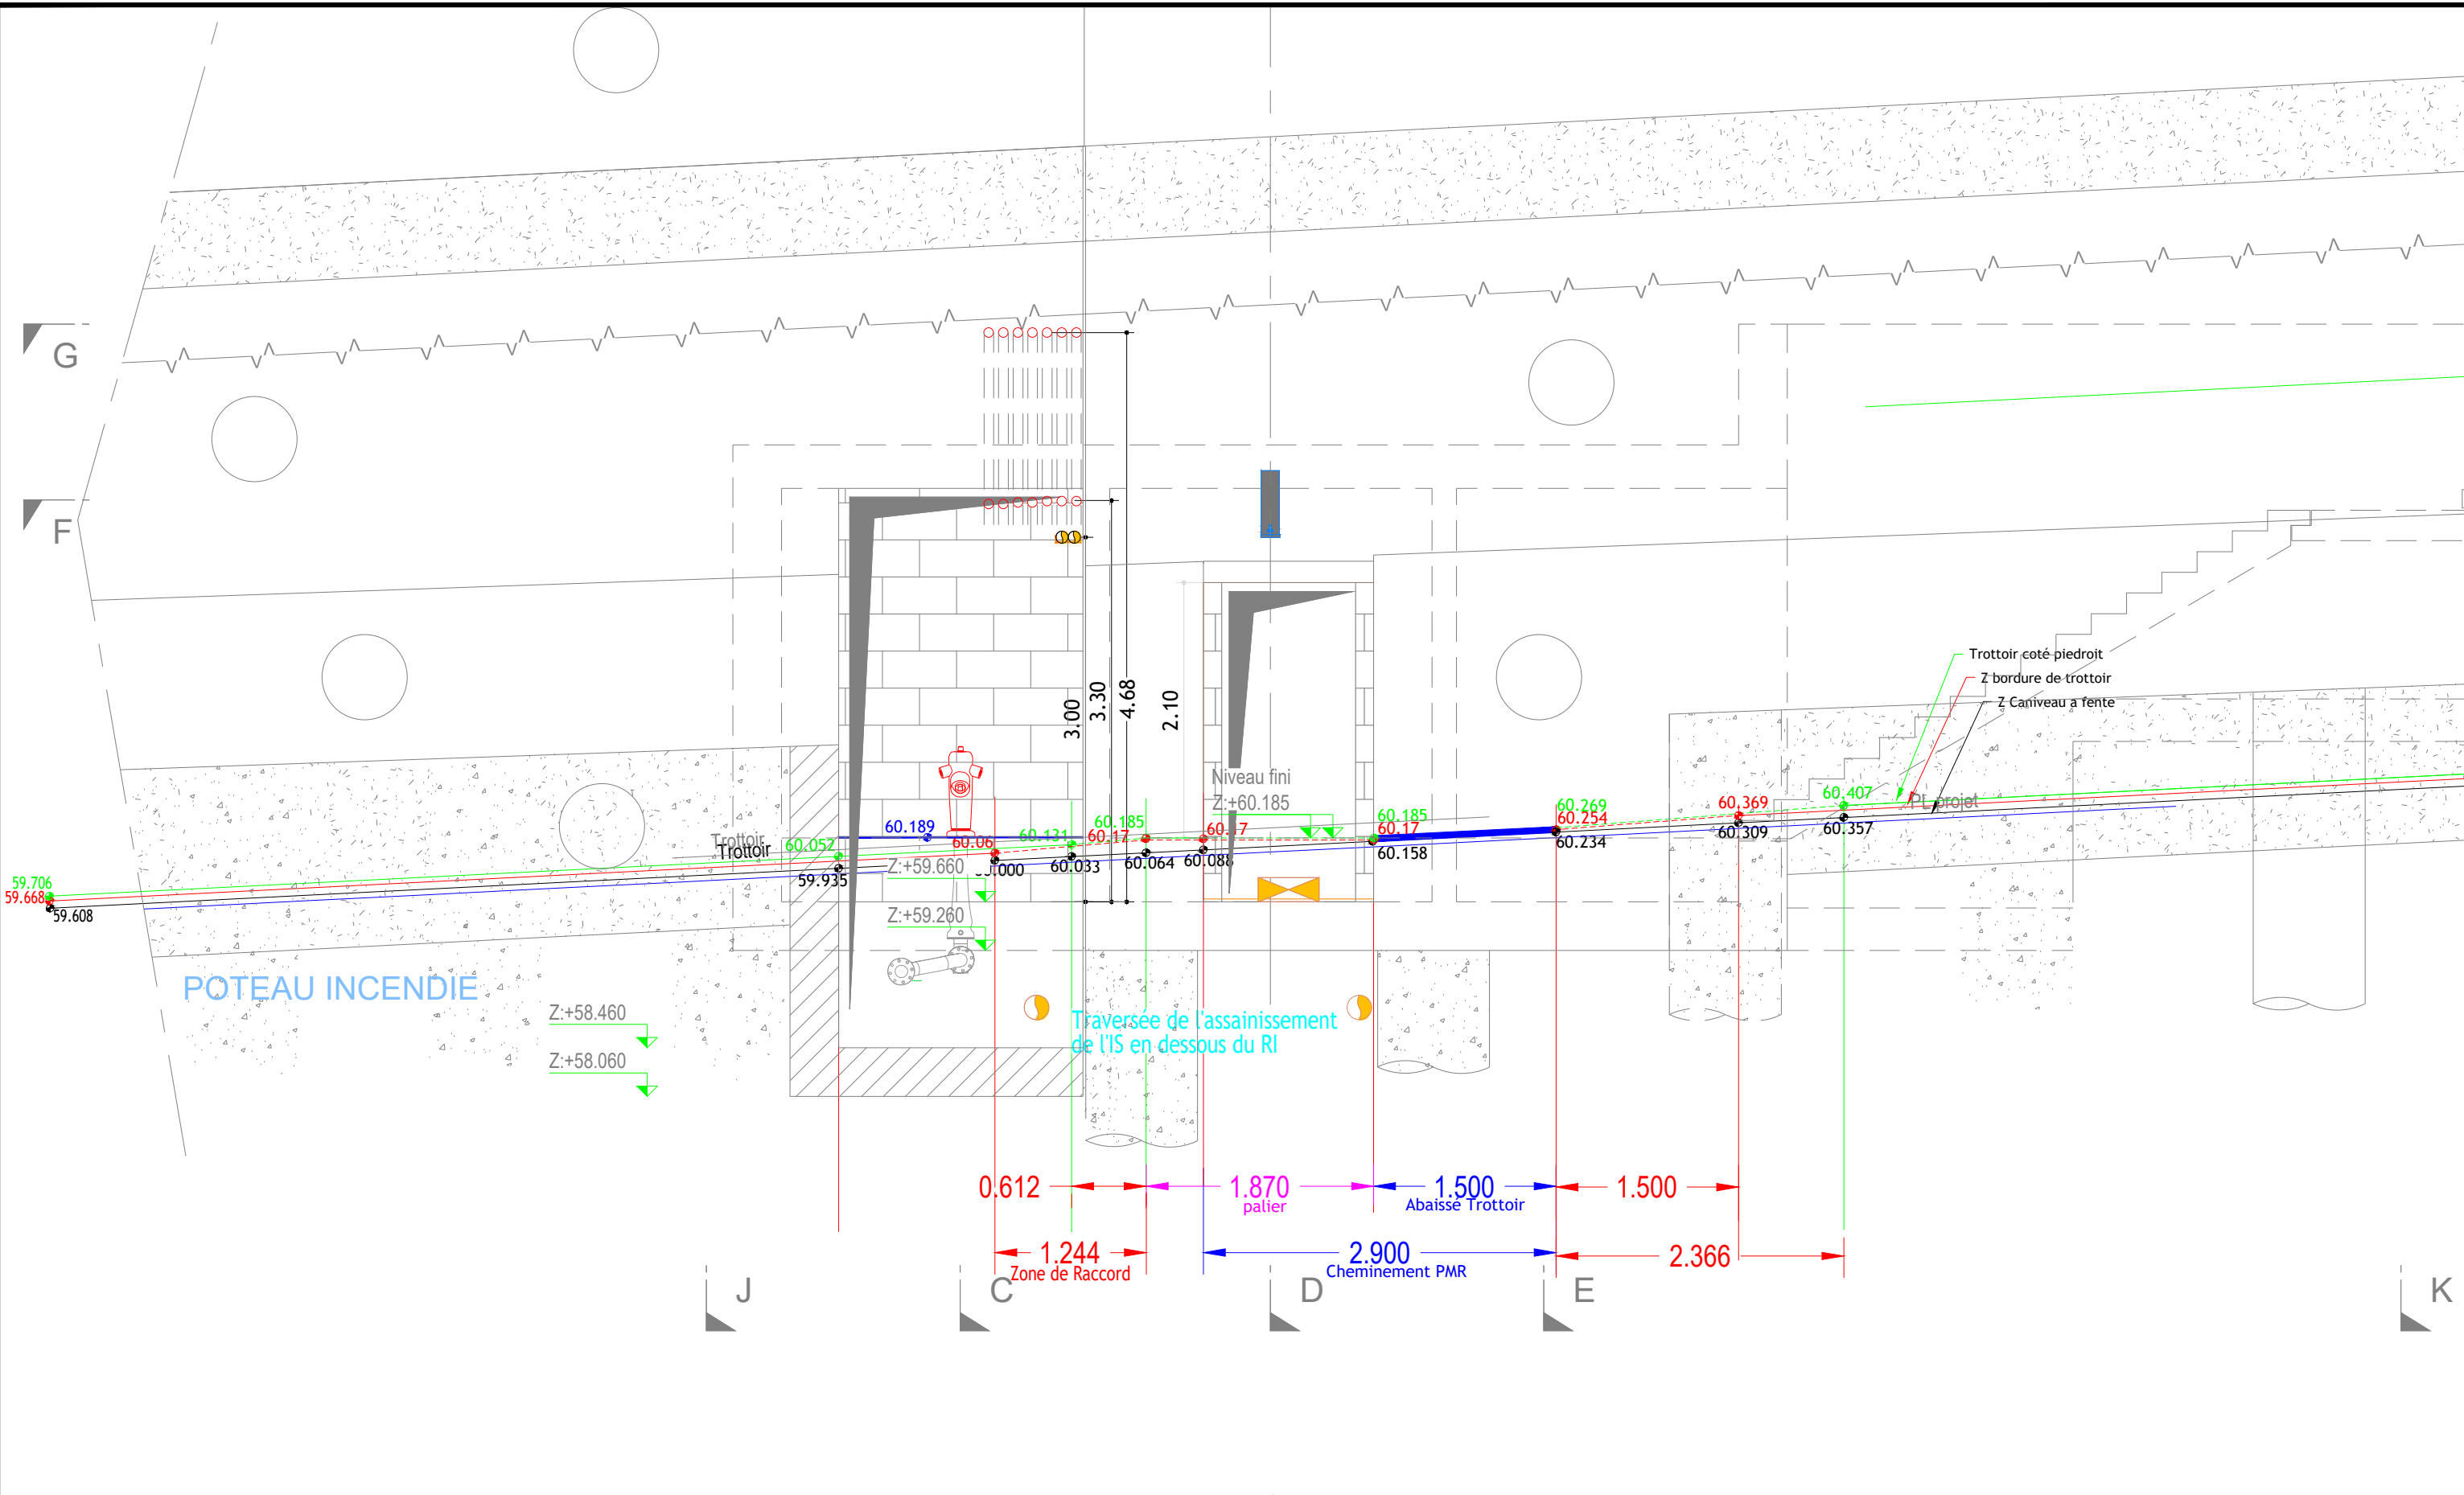 G
F
3.00
3.30
4.68
2.10
Trottoir coté piedroit
Z bordure de trottoir
Z Caniveau a fente
PL projet
Niveau fini
Z:+60.185
60.189
60.131
60.185
60.17
60.17
60.185
60.17
60.158
60.269
60.254
60.234
60.369
60.309
60.407
60.357
Trottoir
Trottoir
60.052
59.935
60.06
60.033
60.064
60.088
Z:+59.660
Z:+59.260
59.706
59.668
59.608
POTEAU INCENDIE
Z:+58.460
Z:+58.060
Traversée de l'assainissement
de l'IS en dessous du RI
0.612
1.870
palier
1.500
Abaissé Trottoir
1.500
1.244
Zone de Raccord
2.900
Cheminement PMR
2.366
J
C
D
E
K